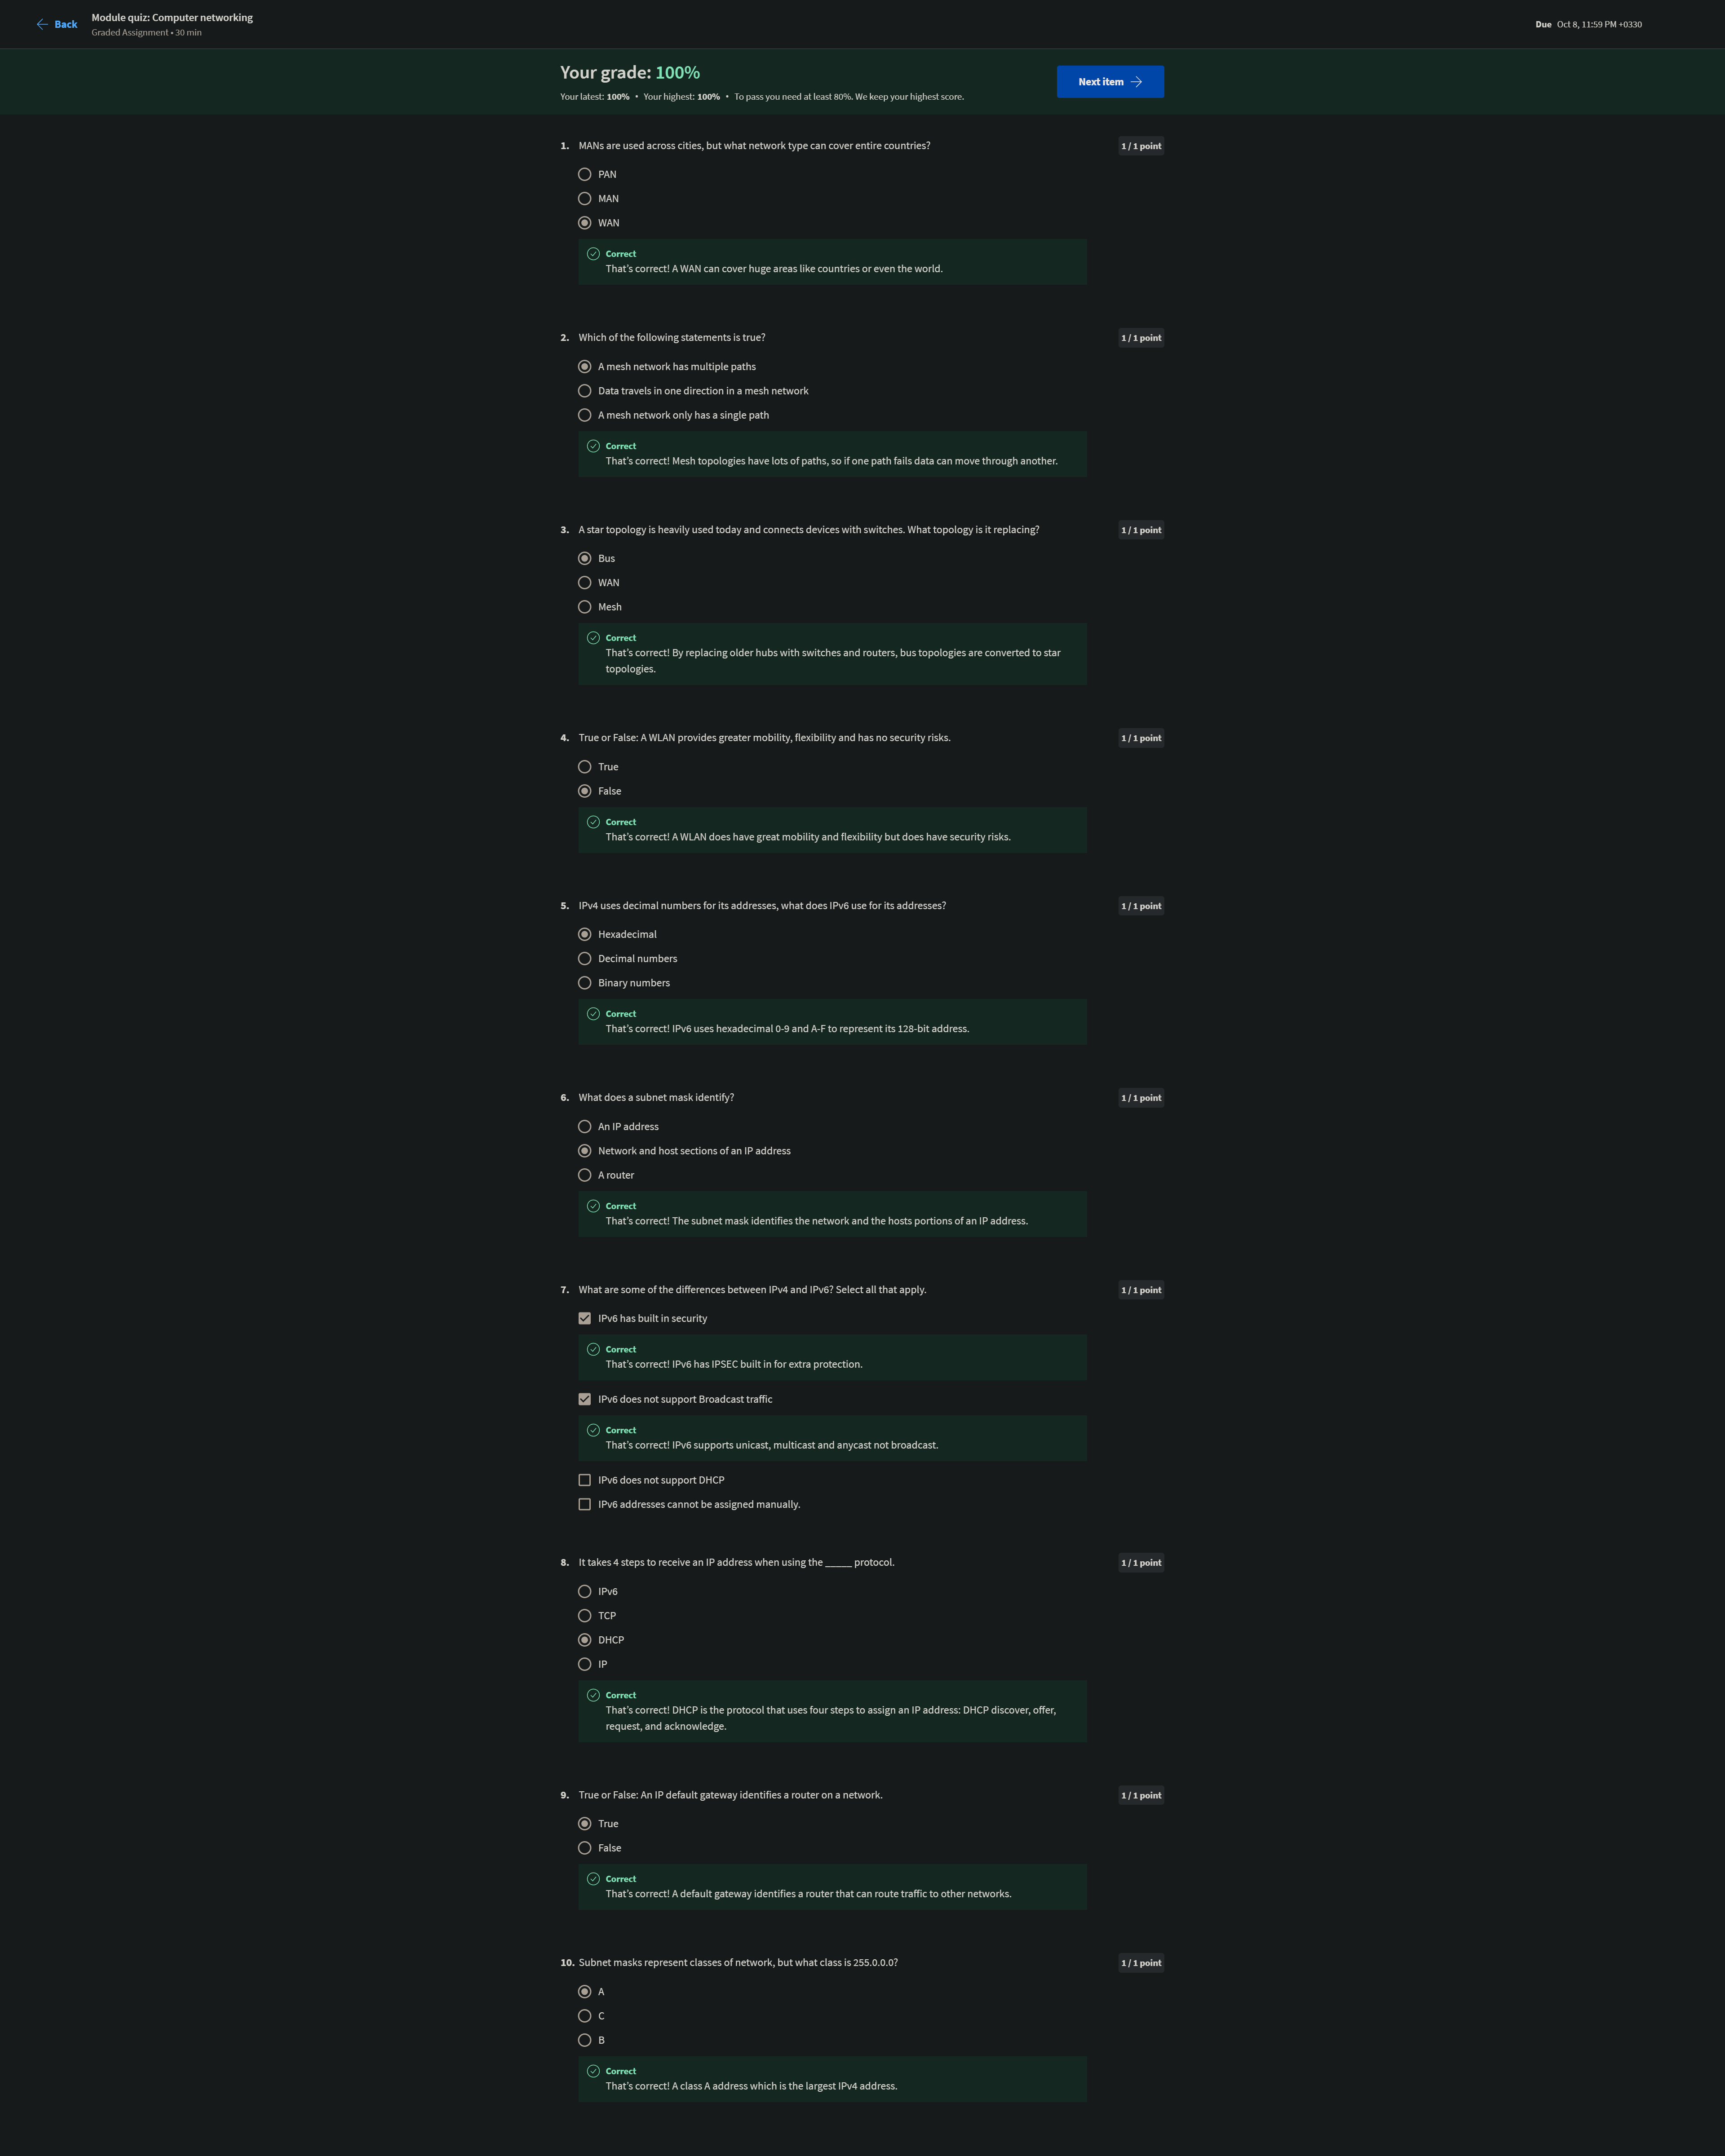 Back
Module quiz: Computer networking
Graded Assignment • 30 min
Due Oct 8, 11:59 PM +0330
Your grade: 100%
Your latest: 100% • Your highest: 100% • To pass you need at least 80%. We keep your highest score.
Next item
1. MANs are used across cities, but what network type can cover entire countries?
1 / 1 point
PAN
MAN
WAN
Correct
That's correct! A WAN can cover huge areas like countries or even the world.
2. Which of the following statements is true?
1 / 1 point
A mesh network has multiple paths
Data travels in one direction in a mesh network
A mesh network only has a single path
Correct
That's correct! Mesh topologies have lots of paths, so if one path fails data can move through another.
3. A star topology is heavily used today and connects devices with switches. What topology is it replacing?
1 / 1 point
Bus
WAN
Mesh
Correct
That's correct! By replacing older hubs with switches and routers, bus topologies are converted to star
topologies.
4. True or False: A WLAN provides greater mobility, flexibility and has no security risks.
1 / 1 point
True
False
Correct
That's correct! A WLAN does have great mobility and flexibility but does have security risks.
5. IPv4 uses decimal numbers for its addresses, what does IPv6 use for its addresses?
1 / 1 point
Hexadecimal
Decimal numbers
Binary numbers
Correct
That's correct! IPv6 uses hexadecimal 0-9 and A-F to represent its 128-bit address.
6. What does a subnet mask identify?
1 / 1 point
An IP address
Network and host sections of an IP address
A router
Correct
That's correct! The subnet mask identifies the network and the hosts portions of an IP address.
7. What are some of the differences between IPv4 and IPv6? Select all that apply.
1 / 1 point
IPv6 has built in security
Correct
That's correct! IPv6 has IPSEC built in for extra protection.
IPv6 does not support Broadcast traffic
Correct
That's correct! IPv6 supports unicast, multicast and anycast not broadcast.
IPv6 does not support DHCP
IPv6 addresses cannot be assigned manually.
8. It takes 4 steps to receive an IP address when using the _____ protocol.
1 / 1 point
IPv6
TCP
DHCP
IP
Correct
That's correct! DHCP is the protocol that uses four steps to assign an IP address: DHCP discover, offer,
request, and acknowledge.
9. True or False: An IP default gateway identifies a router on a network.
1 / 1 point
True
False
Correct
That's correct! A default gateway identifies a router that can route traffic to other networks.
10. Subnet masks represent classes of network, but what class is 255.0.0.0?
1 / 1 point
A
C
B
Correct
That's correct! A class A address which is the largest IPv4 address.